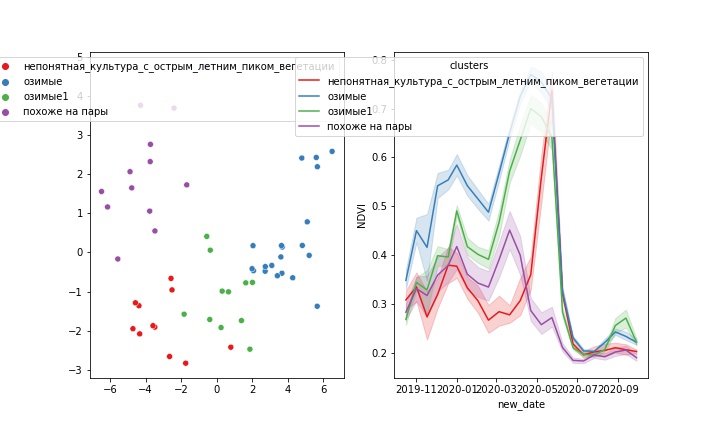 непонятная_культура_с_острым_летним_пиком_вегетации
озимые
озимые1
похоже на пары
5
4
3
2
1
0
−1
−2
−3
−6
−4
−2
0
2
4
6
clusters
непонятная_культура_с_острым_летним_пиком_вегетации
озимые
озимые1
похоже на пары
NDVI
0.8
0.7
0.6
0.5
0.4
0.3
0.2
2019-11
2020-01
2020-03
2020-05
2020-07
2020-09
new_date